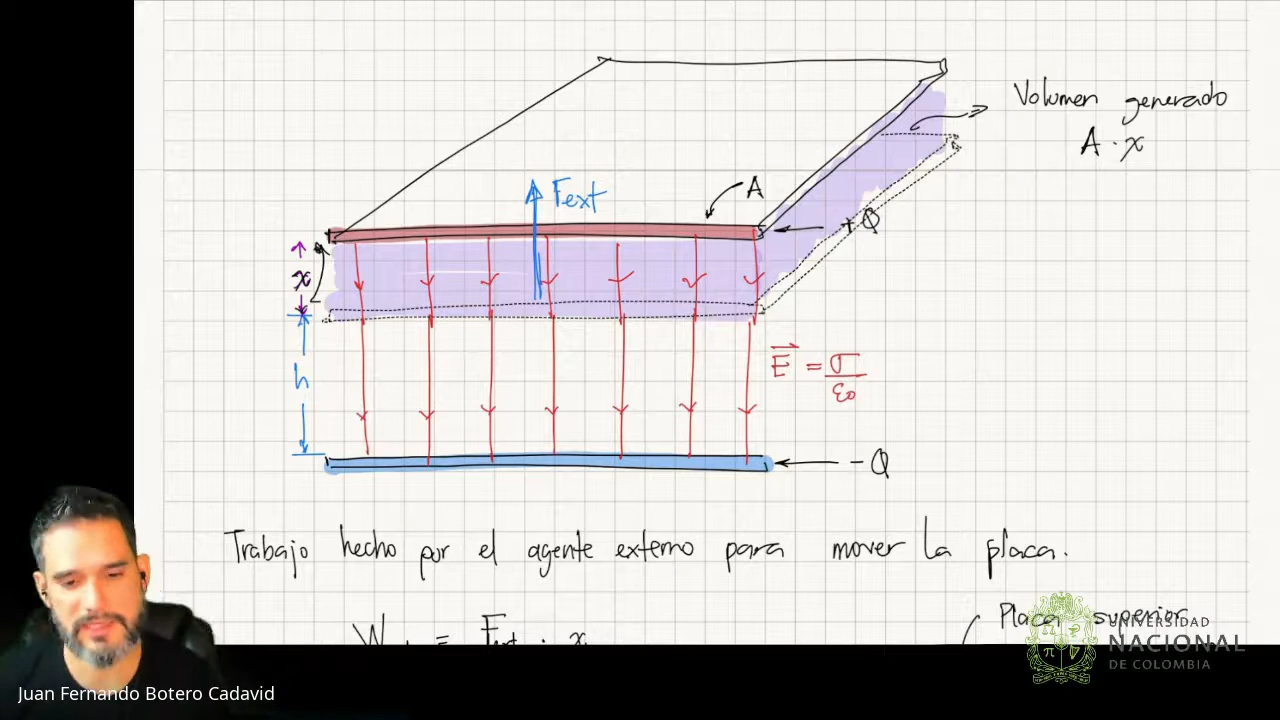 Volumen generado
A · x
A
Fext
+Q
x
h
E = σ/ε₀
-Q
Trabajo hecho por el agente externo para mover la placa.
= Fext · x
Placa superior
UNIVERSIDAD
NACIONAL
DE COLOMBIA
Juan Fernando Botero Cadavid